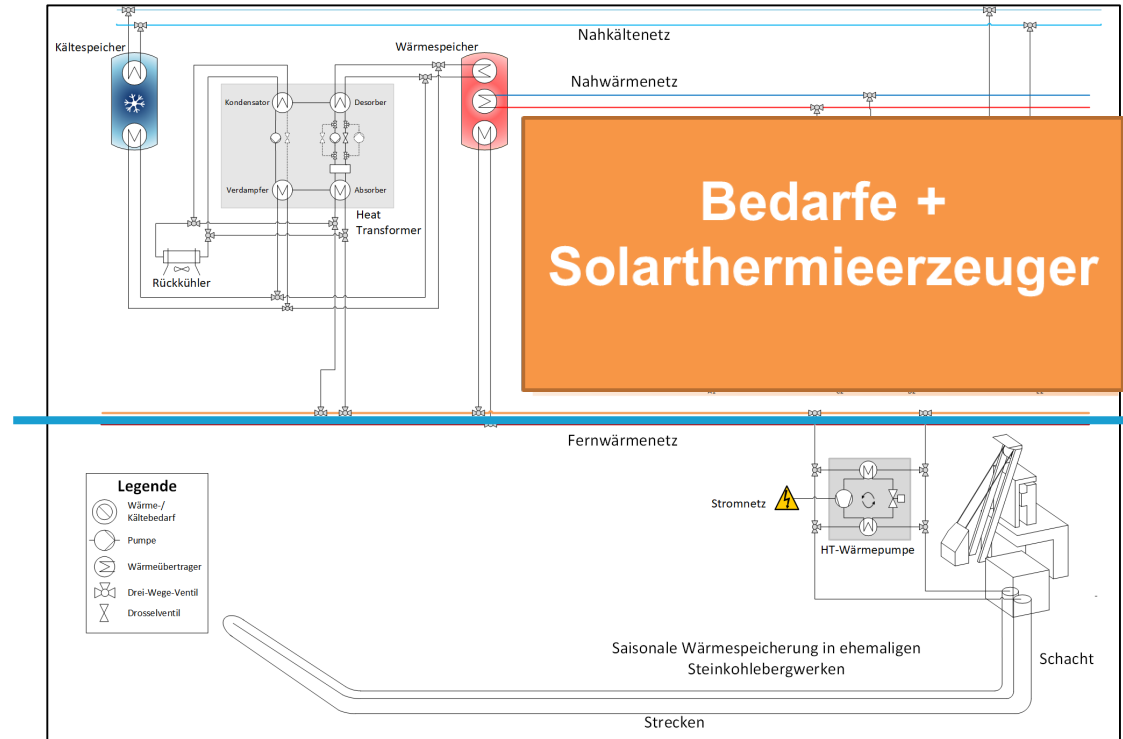 Nahkältenetz
Kältespeicher
Wärmespeicher
Nahwärmenetz
Kondensator
Desorber
Verdampfer
Absorber
Heat
Transformer
Rückkühler
Bedarfe +
Solarthermieerzeuger
Fernwärmenetz
Legende
Wärme-/
Kältebedarf
Pumpe
Wärmeübertrager
Drei-Wege-Ventil
Drosselventil
Stromnetz
HT-Wärmepumpe
Saisonale Wärmespeicherung in ehemaligen
Steinkohlebergwerken
Schacht
Strecken